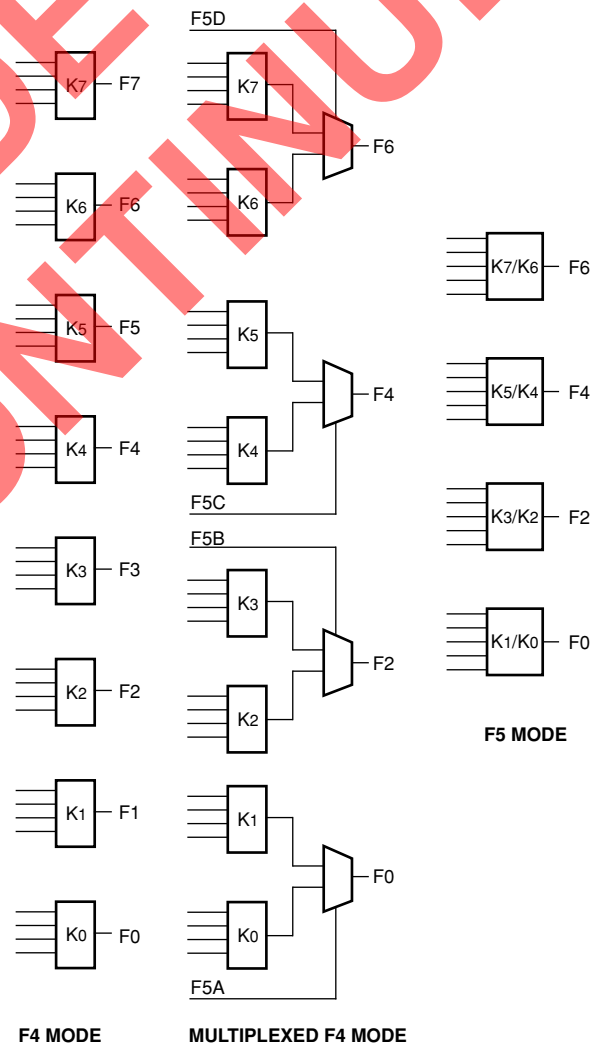 F5D
K7
F7
K7
F6
K6
F6
K6
K7/K6
F6
K5
F5
K5
F4
K5/K4
F4
K4
F4
K4
F5C
F5B
K3/K2
F2
K3
F3
K3
F2
K2
F2
K2
K1/K0
F0
F5 MODE
K1
F1
K1
F0
K0
F0
K0
F5A
F4 MODE
MULTIPLEXED F4 MODE